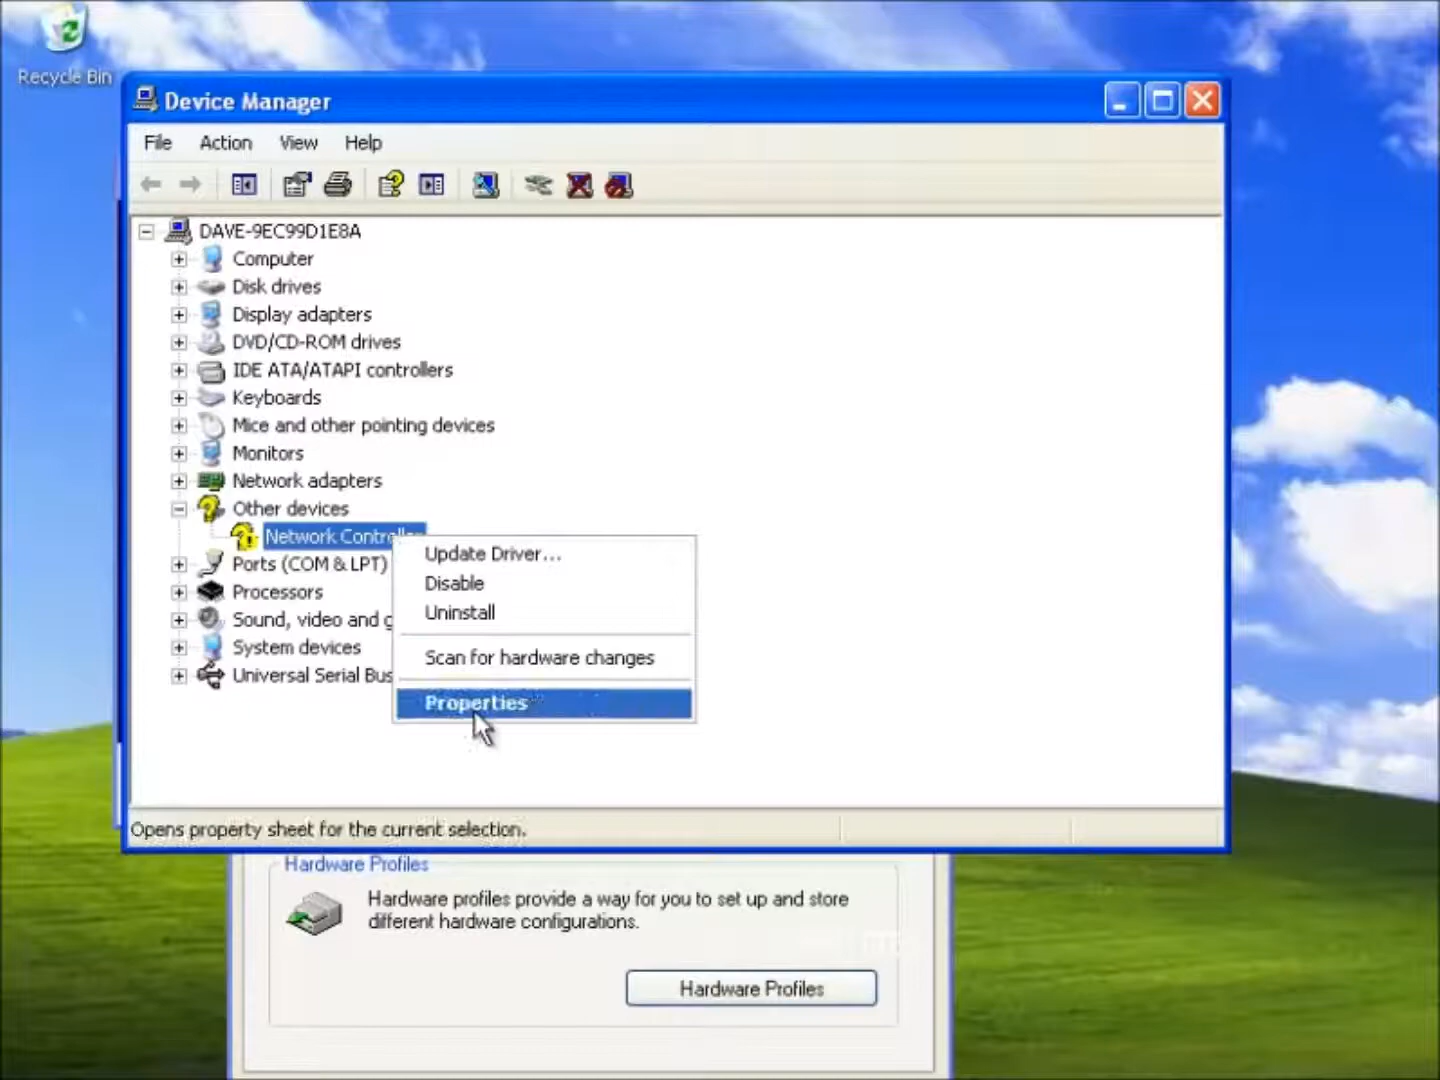 Recycle Bin
Device Manager
File Action View Help
DAVE-9EC99D1E8A
Computer
Disk drives
Display adapters
DVD/CD-ROM drives
IDE ATA/ATAPI controllers
Keyboards
Mice and other pointing devices
Monitors
Network adapters
Other devices
Network Controller
Update Driver...
Disable
Uninstall
Scan for hardware changes
Properties
Ports (COM & LPT)
Processors
Sound, video and g
System devices
Universal Serial Bus
Opens property sheet for the current selection.
Hardware Profiles
Hardware profiles provide a way for you to set up and store
different hardware configurations.
Hardware Profiles